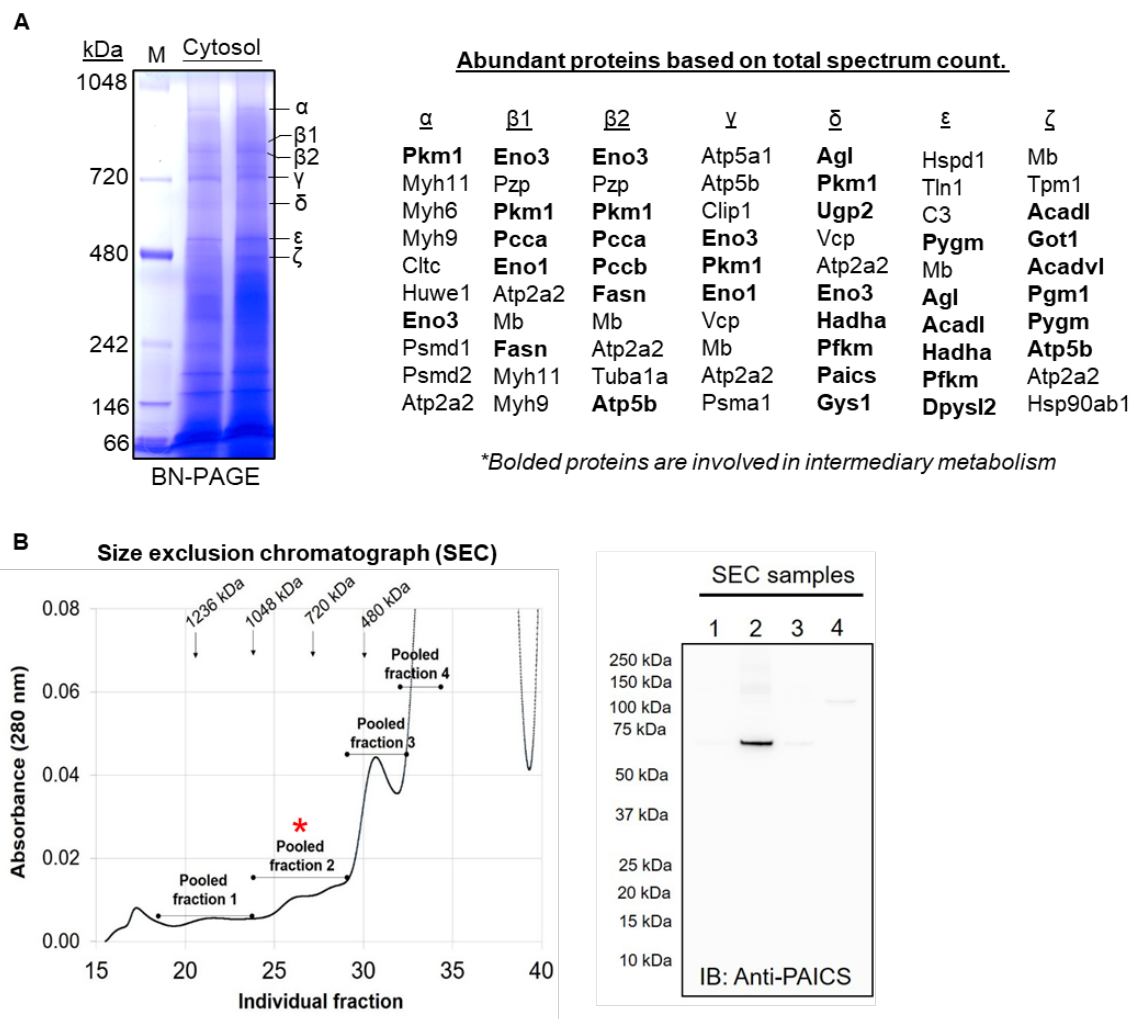 A
kDa
M
Cytosol
1048
720
480
242
146
66
α
β1
β2
γ
δ
ε
ζ
BN-PAGE
Abundant proteins based on total spectrum count.
α β1 β2 γ δ ε ζ
Pkm1 Eno3 Eno3 Atp5a1 Agl Hspd1 Mb
Myh11 Pzp Pzp Atp5b Pkm1 Tln1 Tpm1
Myh6 Pkm1 Pkm1 Clip1 Ugp2 C3 Acadl
Myh9 Pcca Pcca Eno3 Vcp Pygm Got1
Cltc Eno1 Pccb Pkm1 Atp2a2 Mb Acadvl
Huwe1 Atp2a2 Fasn Eno1 Eno3 Agl Pgm1
Eno3 Mb Mb Vcp Hadha Acadl Pygm
Psmd1 Fasn Atp2a2 Mb Pfkm Hadha Atp5b
Psmd2 Myh11 Tuba1a Atp2a2 Paics Pfkm Atp2a2
Atp2a2 Myh9 Atp5b Psma1 Gys1 Dpysl2 Hsp90ab1
*Bolded proteins are involved in intermediary metabolism
B
Size exclusion chromatograph (SEC)
1236 kDa
1048 kDa
720 kDa
480 kDa
Absorbance (280 nm)
0.08
0.06
0.04
0.02
0.00
Pooled
fraction 4
Pooled
fraction 3
*
Pooled
fraction 2
Pooled
fraction 1
15 20 25 30 35 40
Individual fraction
SEC samples
1 2 3 4
250 kDa
150 kDa
100 kDa
75 kDa
50 kDa
37 kDa
25 kDa
20 kDa
15 kDa
10 kDa
IB: Anti-PAICS